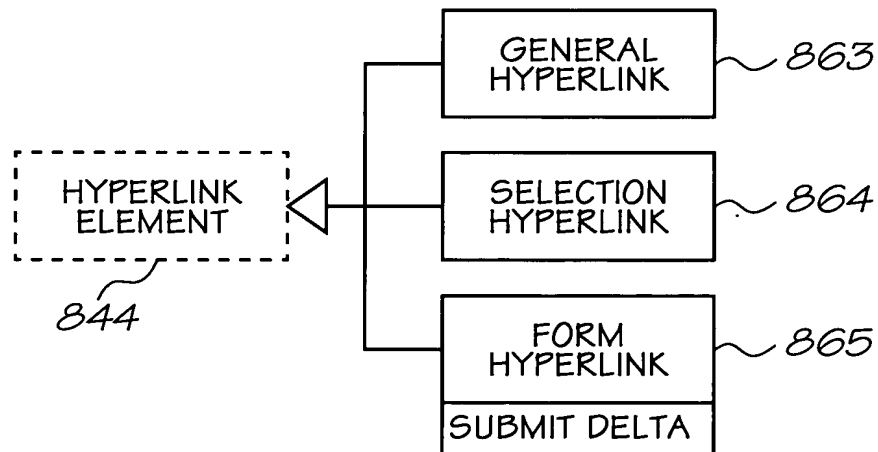 GENERAL
HYPERLINK
863
HYPERLINK
ELEMENT
844
SELECTION
HYPERLINK
864
FORM
HYPERLINK
865
SUBMIT DELTA